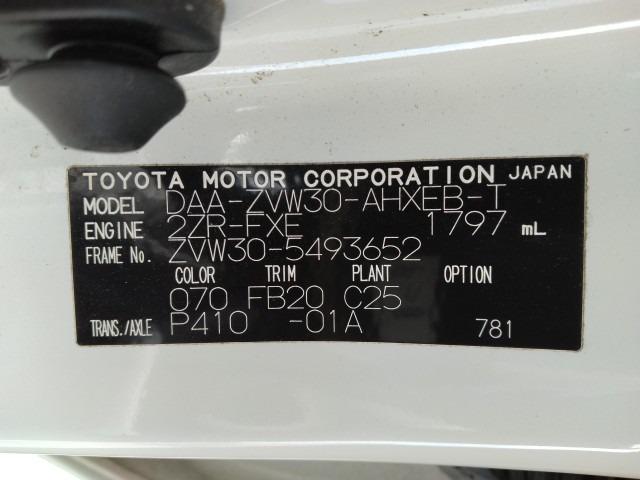 TOYOTA MOTOR CORPORATION JAPAN
MODEL DAA-ZVW30-AHXEB-T
ENGINE 2ZR-FXE 1797 mL
FRAME No. ZVW30-5493652
COLOR TRIM PLANT OPTION
070 FB20 C25
TRANS./AXLE P410 -01A 781